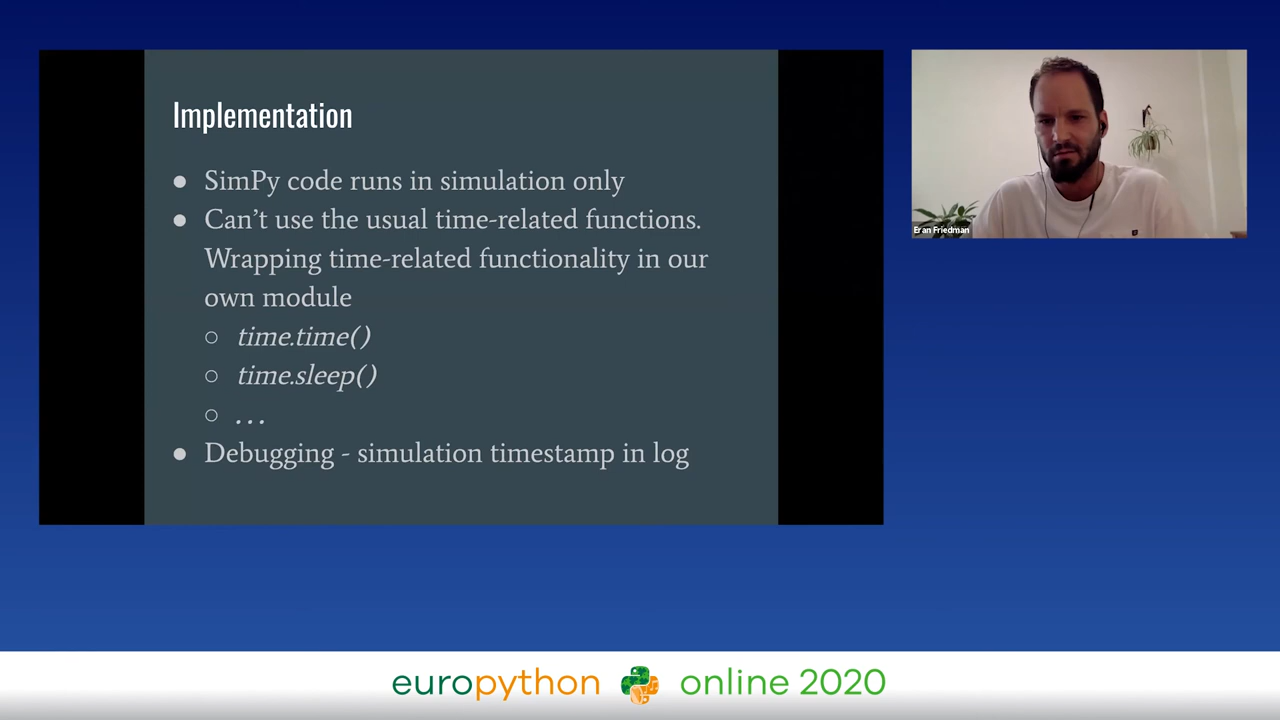 Implementation
● SimPy code runs in simulation only
● Can't use the usual time-related functions.
Wrapping time-related functionality in our
own module
○ time.time()
○ time.sleep()
○ ...
● Debugging - simulation timestamp in log
Eran Friedman
europython online 2020